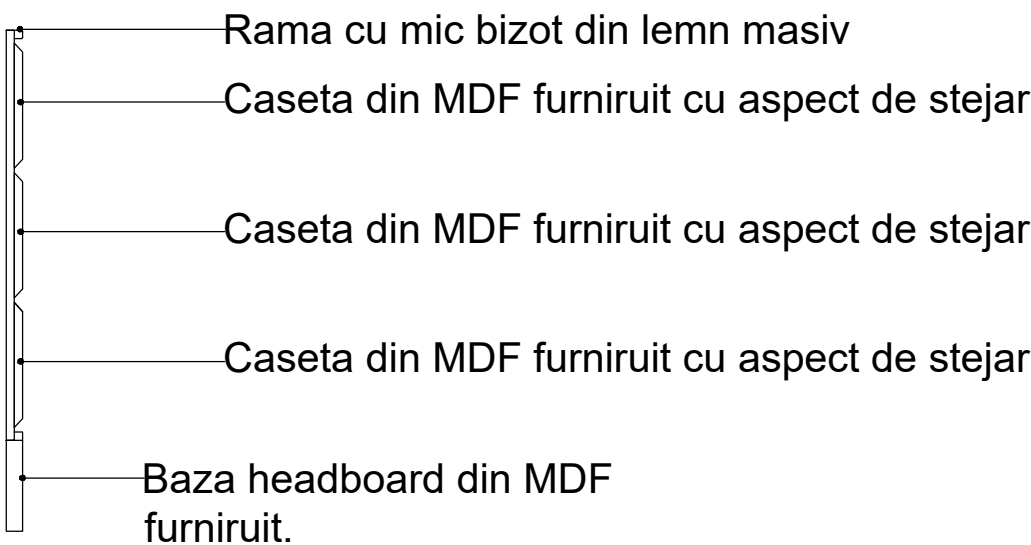 Rama cu mic bizot din lemn masiv
Caseta din MDF furniruit cu aspect de stejar
Caseta din MDF furniruit cu aspect de stejar
Caseta din MDF furniruit cu aspect de stejar
Baza headboard din MDF
furniruit.